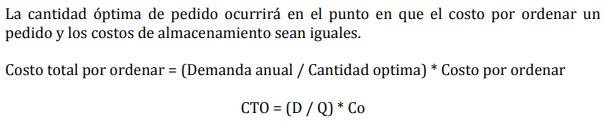 La cantidad óptima de pedido ocurrirá en el punto en que el costo por ordenar un
pedido y los costos de almacenamiento sean iguales.
Costo total por ordenar = (Demanda anual / Cantidad optima) * Costo por ordenar
CTO = (D / Q) * Co